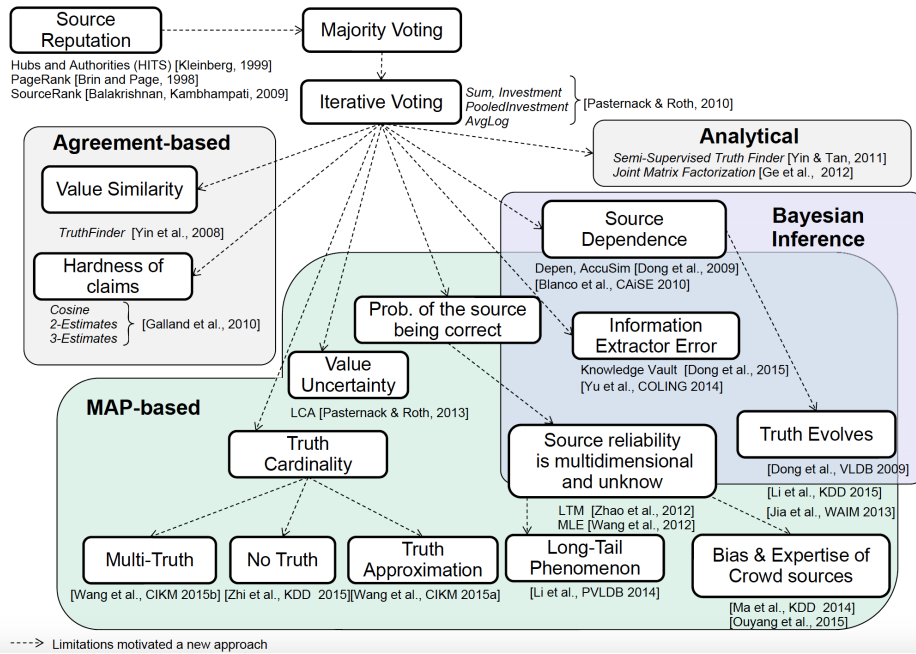 Source
Reputation
Majority Voting
Hubs and Authorities (HITS) [Kleinberg, 1999]
PageRank [Brin and Page, 1998]
SourceRank [Balakrishnan, Kambhampati, 2009]
Iterative Voting
Sum, Investment
PooledInvestment
AvgLog
[Pasternack & Roth, 2010]
Agreement-based
Value Similarity
TruthFinder [Yin et al., 2008]
Hardness of
claims
Cosine
2-Estimates
3-Estimates
[Galland et al., 2010]
Analytical
Semi-Supervised Truth Finder [Yin & Tan, 2011]
Joint Matrix Factorization [Ge et al., 2012]
Bayesian
Inference
Source
Dependence
Depen, AccuSim [Dong et al., 2009]
[Blanco et al., CAiSE 2010]
Prob. of the source
being correct
Information
Extractor Error
Knowledge Vault [Dong et al., 2015]
[Yu et al., COLING 2014]
Value
Uncertainty
LCA [Pasternack & Roth, 2013]
MAP-based
Truth
Cardinality
Source reliability
is multidimensional
and unknow
LTM [Zhao et al., 2012]
MLE [Wang et al., 2012]
Truth Evolves
[Dong et al., VLDB 2009]
[Li et al., KDD 2015]
[Jia et al., WAIM 2013]
Multi-Truth
[Wang et al., CIKM 2015b]
No Truth
[Zhi et al., KDD 2015]
Truth
Approximation
[Wang et al., CIKM 2015a]
Long-Tail
Phenomenon
[Li et al., PVLDB 2014]
Bias & Expertise of
Crowd sources
[Ma et al., KDD 2014]
[Ouyang et al., 2015]
Limitations motivated a new approach